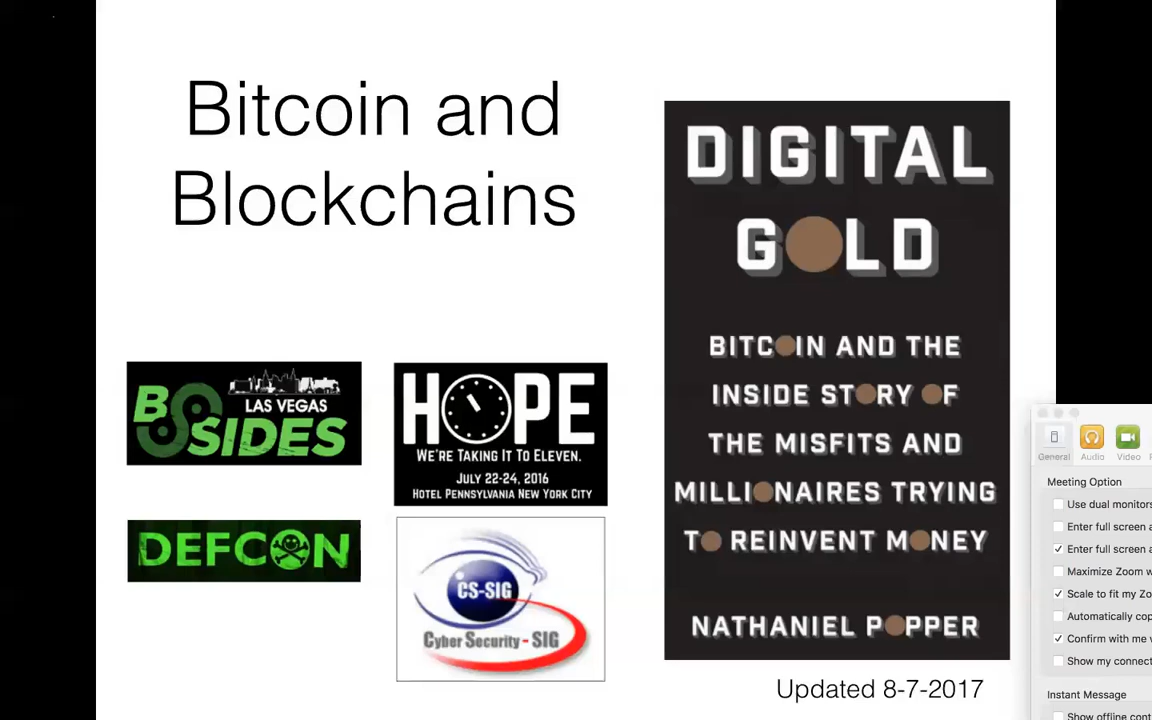 Bitcoin and
Blockchains
DIGITAL
GOLD
BITCOIN AND THE
INSIDE STORY OF
THE MISFITS AND
MILLIONAIRES TRYING
TO REINVENT MONEY
NATHANIEL POPPER
BSIDES
LAS VEGAS
HOPE
WE'RE TAKING IT TO ELEVEN.
JULY 22-24, 2016
HOTEL PENNSYLVANIA NEW YORK CITY
DEFCON
CS-SIG
Cyber Security-SIG
Updated 8-7-2017
General Audio Video
Meeting Option
Use dual monitors
Enter full screen
Enter full screen
Maximize Zoom
Scale to fit my
Automatically
Confirm with me
Show my
Instant Message
Show offline